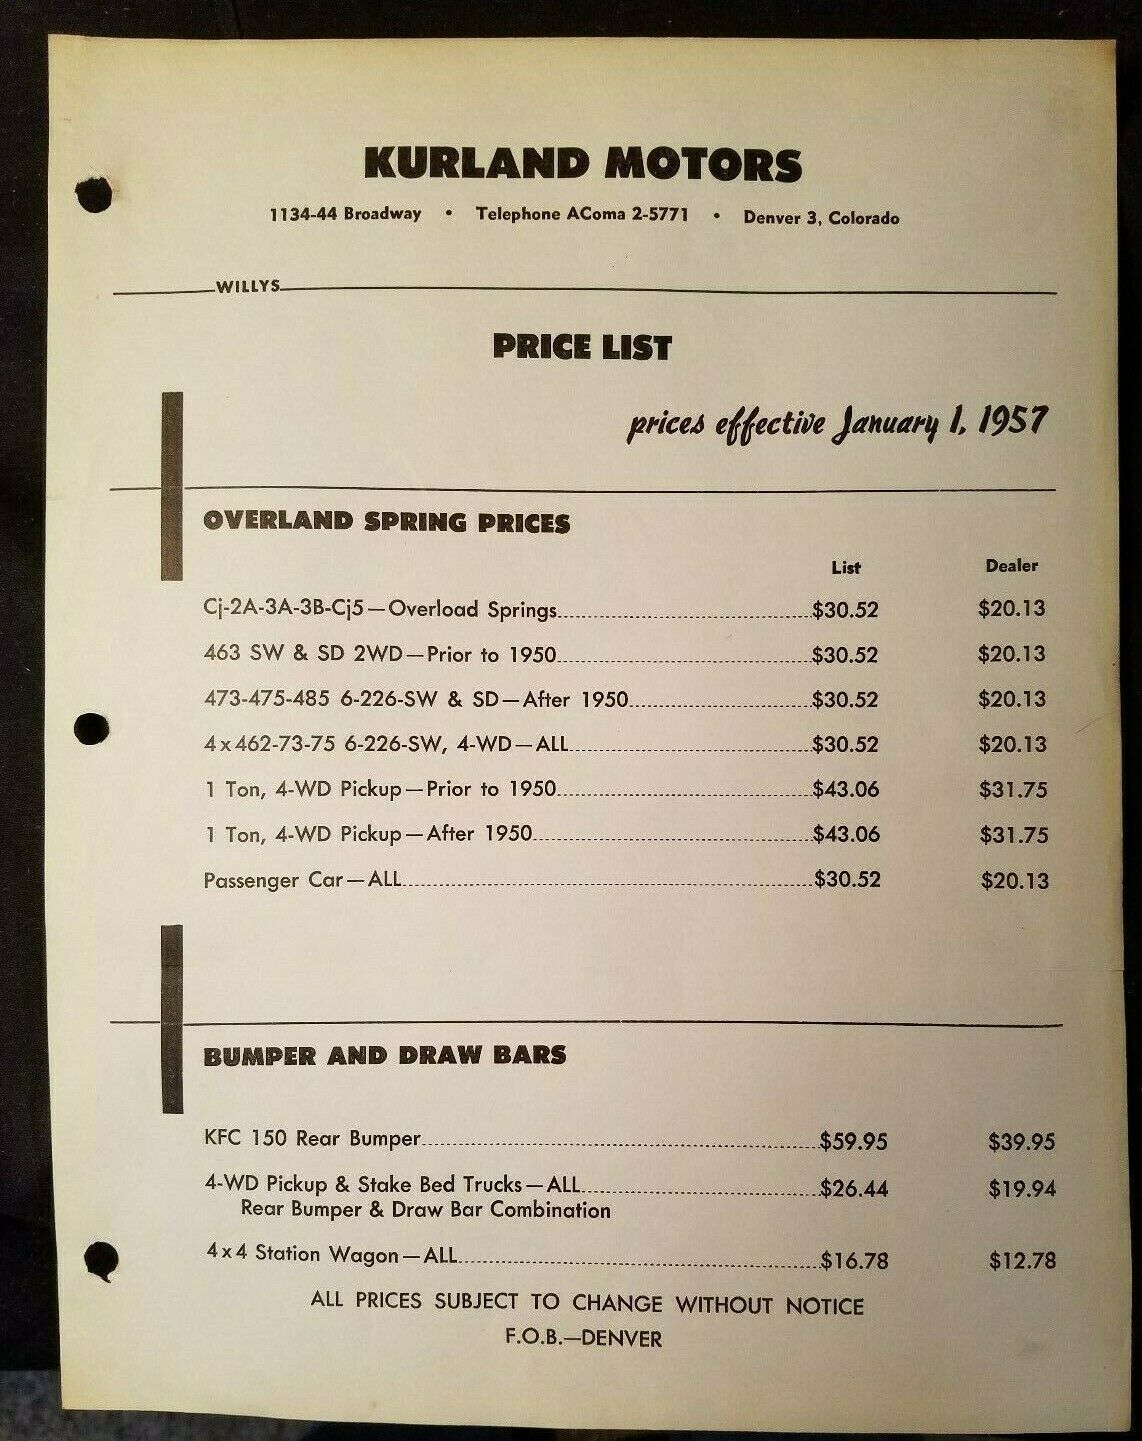 KURLAND MOTORS
1134-44 Broadway • Telephone AComa 2-5771 • Denver 3, Colorado
WILLYS
PRICE LIST
prices effective January 1, 1957
OVERLAND SPRING PRICES
List Dealer
Cj-2A-3A-3B-Cj5—Overload Springs $30.52 $20.13
463 SW & SD 2WD—Prior to 1950 $30.52 $20.13
473-475-485 6-226-SW & SD—After 1950 $30.52 $20.13
4x462-73-75 6-226-SW, 4-WD—ALL $30.52 $20.13
1 Ton, 4-WD Pickup—Prior to 1950 $43.06 $31.75
1 Ton, 4-WD Pickup—After 1950 $43.06 $31.75
Passenger Car—ALL $30.52 $20.13
BUMPER AND DRAW BARS
KFC 150 Rear Bumper $59.95 $39.95
4-WD Pickup & Stake Bed Trucks—ALL $26.44 $19.94
Rear Bumper & Draw Bar Combination
4x4 Station Wagon—ALL $16.78 $12.78
ALL PRICES SUBJECT TO CHANGE WITHOUT NOTICE
F.O.B.—DENVER